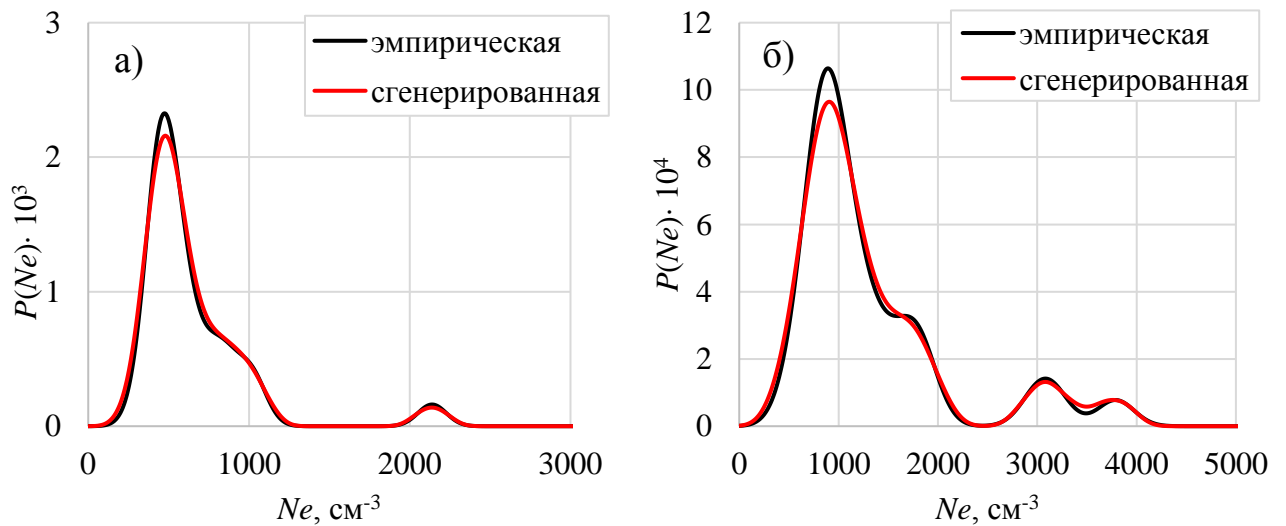 а)
эмпирическая
сгенерированная
3
2
1
0
P(Ne)· 10³
0 1000 2000 3000
Ne, см⁻³
б)
эмпирическая
сгенерированная
12
10
8
6
4
2
0
P(Ne)· 10⁴
0 1000 2000 3000 4000 5000
Ne, см⁻³